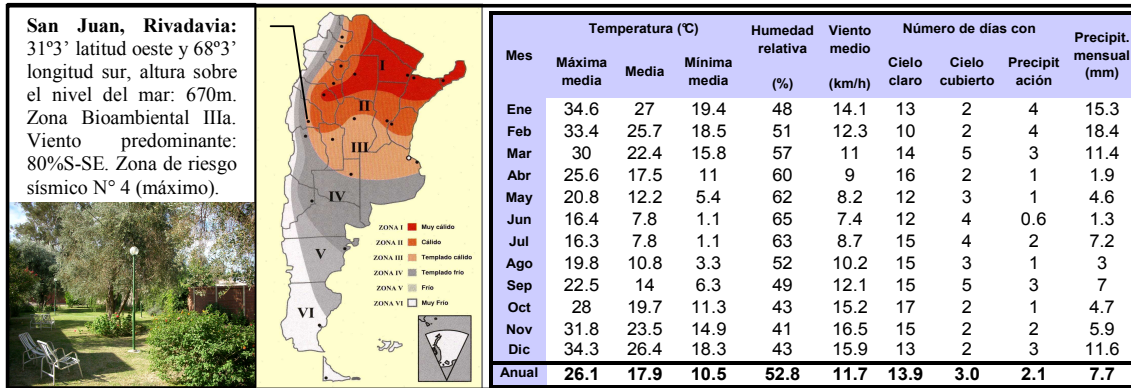 San Juan, Rivadavia:
31º3’ latitud oeste y 68º3’
longitud sur, altura sobre
el nivel del mar: 670m.
Zona Bioambiental IIIa.
Viento predominante:
80%S-SE. Zona de riesgo
sísmico N° 4 (máximo).
I
II
III
IV
V
VI
ZONA I Muy cálido
ZONA II Cálido
ZONA III Templado cálido
ZONA IV Templado frío
ZONA V Frío
ZONA VI Muy Frío
Mes Temperatura (℃) Humedad relativa (%) Viento medio (km/h) Número de días con Precipit. mensual (mm)
Máxima media Media Mínima media Cielo claro Cielo cubierto Precipit ación
Ene 34.6 27 19.4 48 14.1 13 2 4 15.3
Feb 33.4 25.7 18.5 51 12.3 10 2 4 18.4
Mar 30 22.4 15.8 57 11 14 5 3 11.4
Abr 25.6 17.5 11 60 9 16 2 1 1.9
May 20.8 12.2 5.4 62 8.2 12 3 1 4.6
Jun 16.4 7.8 1.1 65 7.4 12 4 0.6 1.3
Jul 16.3 7.8 1.1 63 8.7 15 4 2 7.2
Ago 19.8 10.8 3.3 52 10.2 15 3 1 3
Sep 22.5 14 6.3 49 12.1 15 5 3 7
Oct 28 19.7 11.3 43 15.2 17 2 1 4.7
Nov 31.8 23.5 14.9 41 16.5 15 2 2 5.9
Dic 34.3 26.4 18.3 43 15.9 13 2 3 11.6
Anual 26.1 17.9 10.5 52.8 11.7 13.9 3.0 2.1 7.7